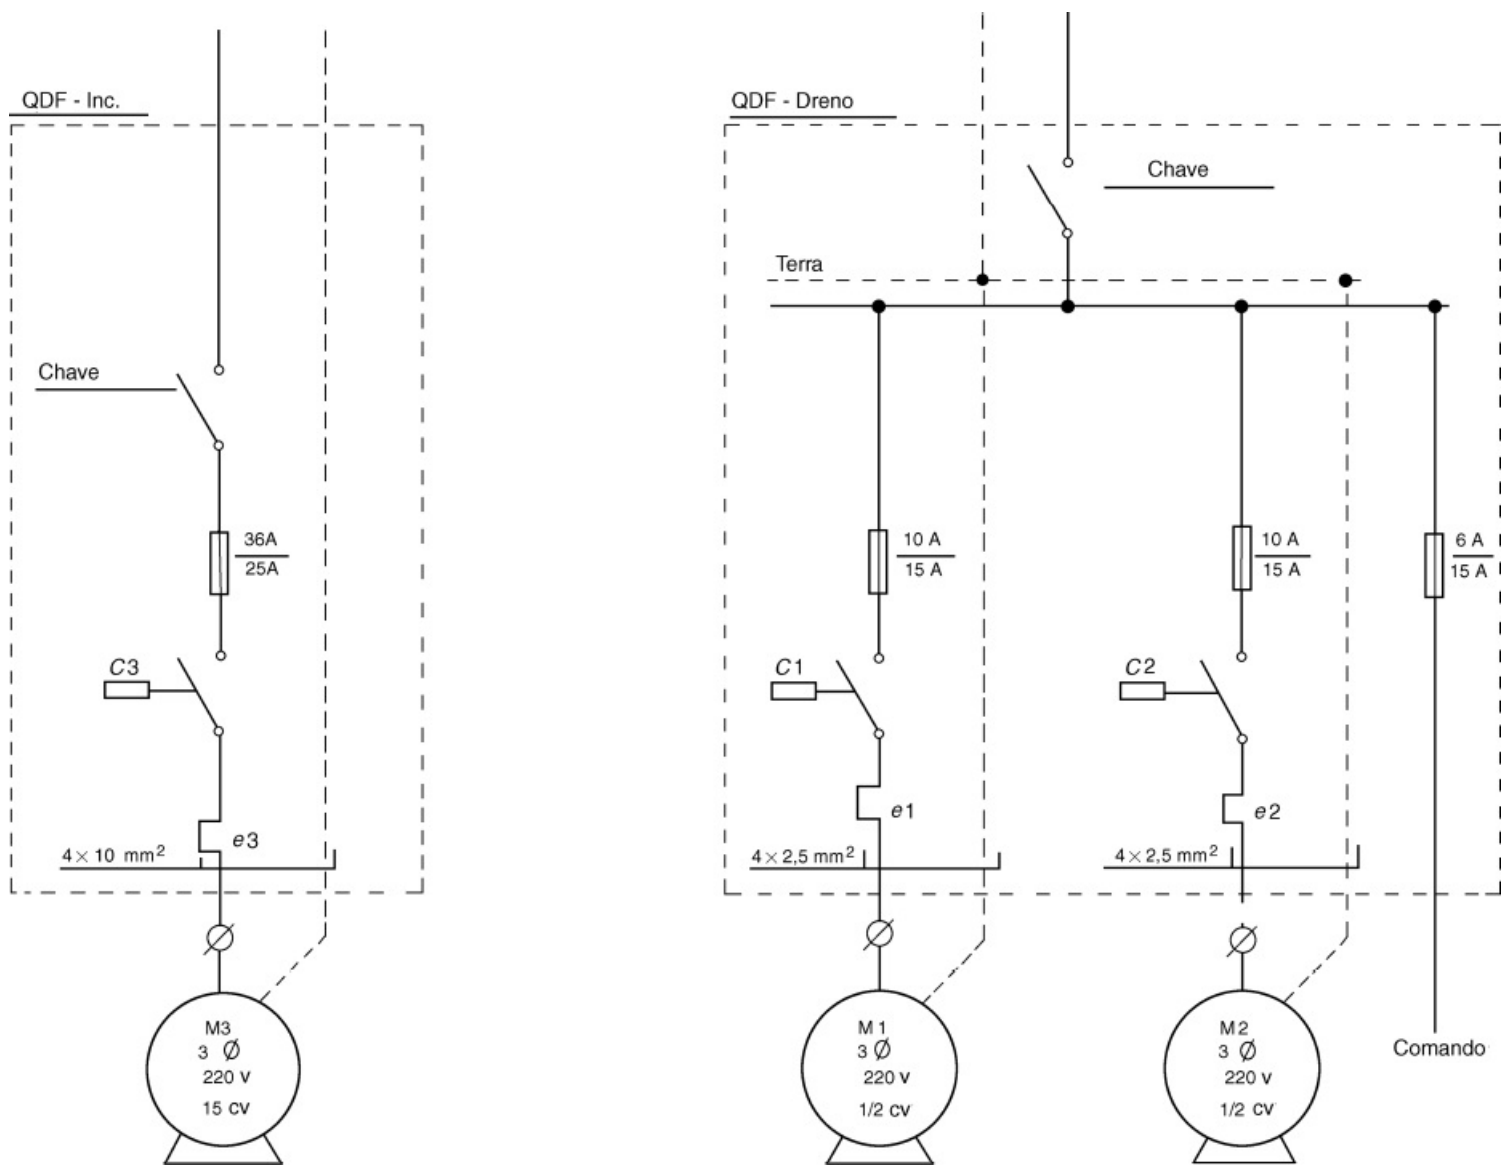 QDF - Inc.
Chave
36A
25A
C3
e3
4 × 10 mm²
M3
3 Ø
220 v
15 cv
QDF - Dreno
Chave
Terra
10 A
15 A
10 A
15 A
6 A
15 A
C1
C2
e1
e2
4 × 2,5 mm²
4 × 2,5 mm²
M 1
3 Ø
220 v
1/2 cv
M 2
3 Ø
220 v
1/2 cv
Comando